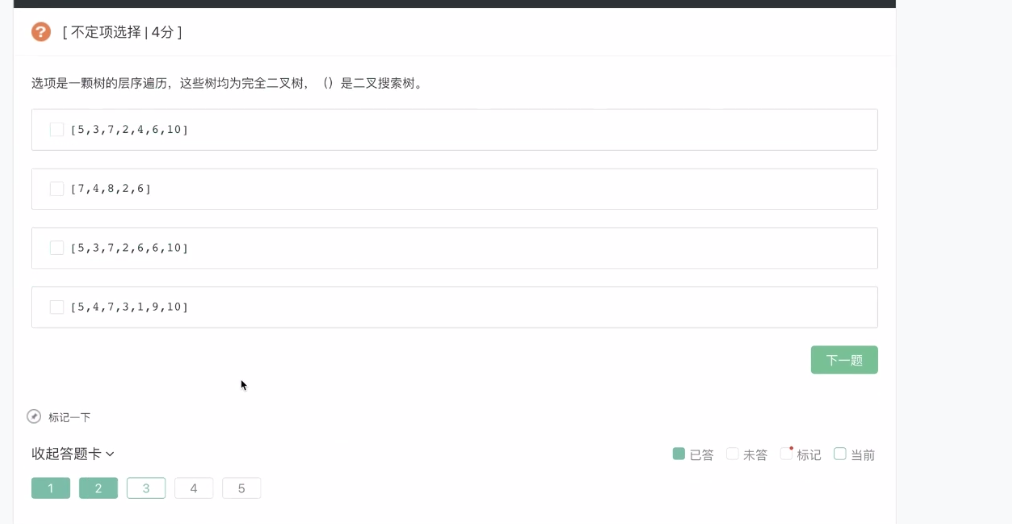 [ 不定项选择 | 4分 ]
选项是一颗树的层序遍历，这些树均为完全二叉树，（）是二叉搜索树。
[5,3,7,2,4,6,10]
[7,4,8,2,6]
[5,3,7,2,6,6,10]
[5,4,7,3,1,9,10]
下一题
标记一下
收起答题卡
已答 未答 标记 当前
1 2 3 4 5